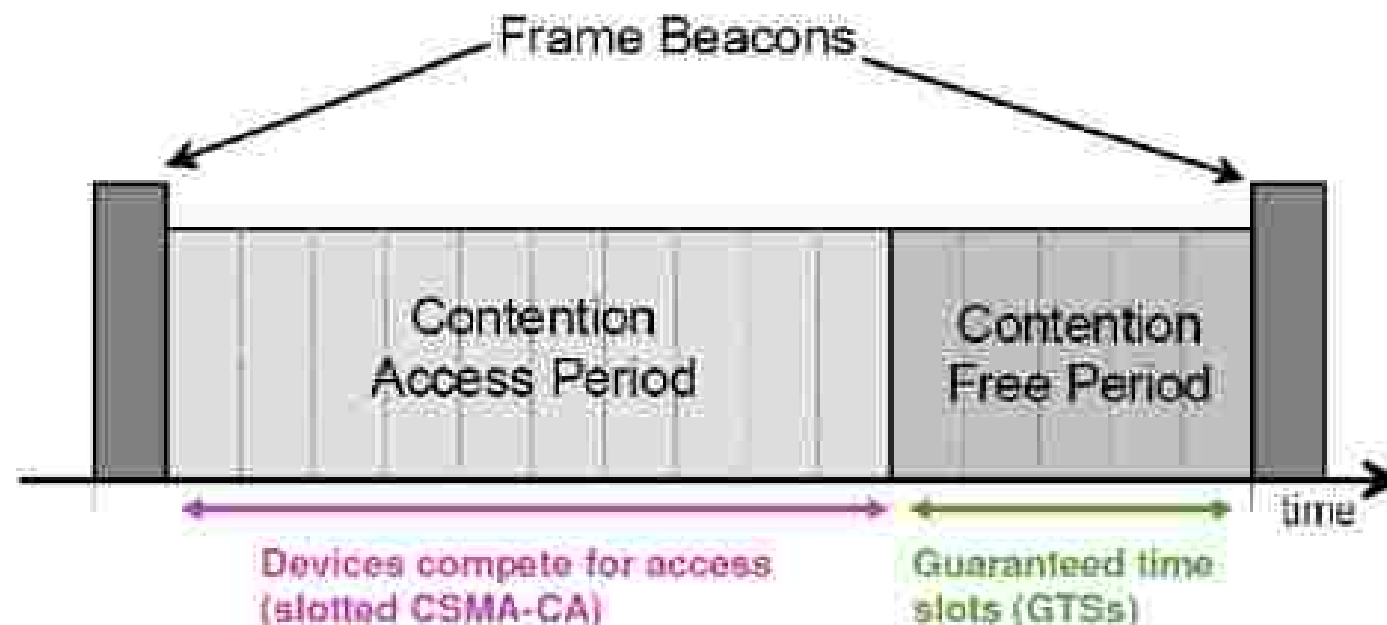 Frame Beacons
Contention
Access Period
Contention
Free Period
time
Devices compete for access
(slotted CSMA-CA)
Guaranteed time
slots (GTSs)